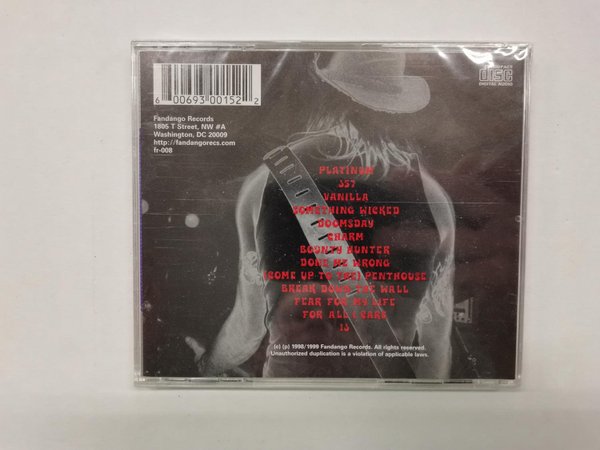 6 00693 00152 2
COMPACT
disc
DIGITAL AUDIO
Fandango Records
1805 T Street, NW #A
Washington, DC 20009
http://fandangorecs.com
fr-008
PLATINUM
357
VANILLA
SOMETHING WICKED
DOOMSDAY
CHARM
BOUNTY HUNTER
DONE ME WRONG
(COME UP TO THE) PENTHOUSE
BREAK DOWN THE WALL
FEAR FOR MY LIFE
FOR ALL I CARE
13
(c) (p) 1998/1999 Fandango Records. All rights reserved.
Unauthorized duplication is a violation of applicable laws.